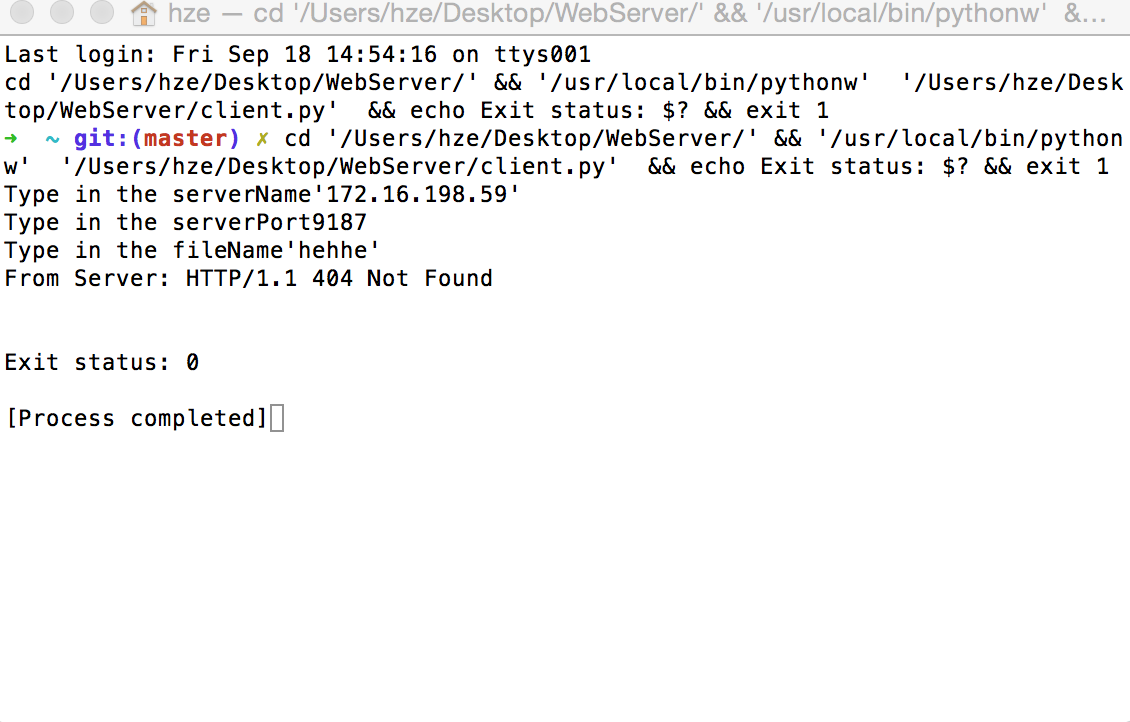 hze — cd '/Users/hze/Desktop/WebServer/' && '/usr/local/bin/pythonw' &...
Last login: Fri Sep 18 14:54:16 on ttys001
cd '/Users/hze/Desktop/WebServer/' && '/usr/local/bin/pythonw'  '/Users/hze/Desk
top/WebServer/client.py'  && echo Exit status: $? && exit 1
➜  ~ git:(master) ✗ cd '/Users/hze/Desktop/WebServer/' && '/usr/local/bin/python
w'  '/Users/hze/Desktop/WebServer/client.py'  && echo Exit status: $? && exit 1
Type in the serverName'172.16.198.59'
Type in the serverPort9187
Type in the fileName'hehhe'
From Server: HTTP/1.1 404 Not Found
Exit status: 0
[Process completed]